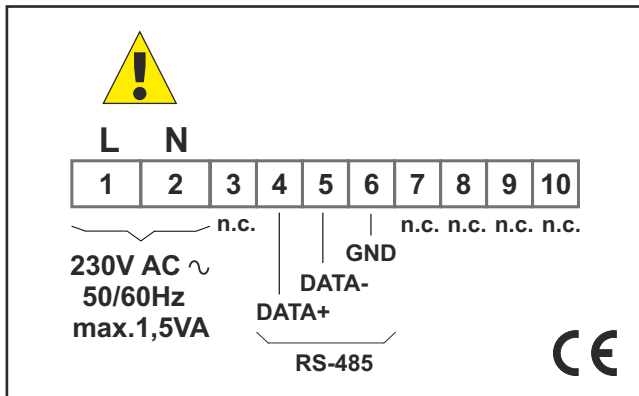 L N
1 2 3 4 5 6 7 8 9 10
n.c. n.c. n.c. n.c. n.c.
GND
DATA-
DATA+
RS-485
230V AC ∿
50/60Hz
max.1,5VA
CE